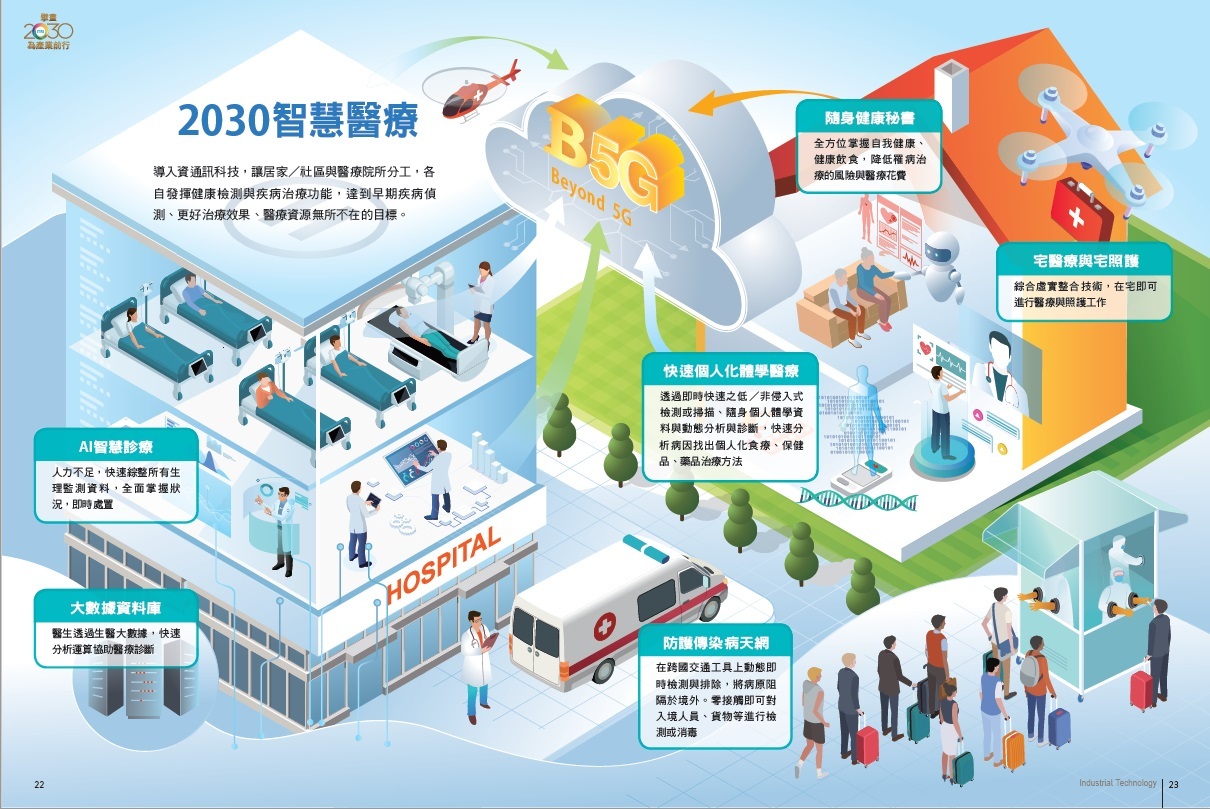 擘畫
2030
為產業前行
2030智慧醫療
導入資通訊科技，讓居家／社區與醫療院所分工，各
自發揮健康檢測與疾病治療功能，達到早期疾病偵
測、更好治療效果、醫療資源無所不在的目標。
B5G
Beyond 5G
隨身健康秘書
全方位掌握自我健康、
健康飲食，降低罹病治
療的風險與醫療花費
宅醫療與宅照護
綜合虛實整合技術，在宅即可
進行醫療與照護工作
快速個人化體學醫療
透過即時快速之低／非侵入式
檢測或掃描、隨身個人體學資
料與動態分析與診斷，快速分
析病因找出個人化食療、保健
品、藥品治療方法
AI智慧診療
人力不足，快速綜整所有生
理監測資料，全面掌握狀
況，即時處置
HOSPITAL
大數據資料庫
醫生透過生醫大數據，快速
分析運算協助醫療診斷
防護傳染病天網
在跨國交通工具上動態即
時檢測與排除，將病原阻
隔於境外。零接觸即可對
入境人員、貨物等進行檢
測或消毒
22
Industrial Technology
23